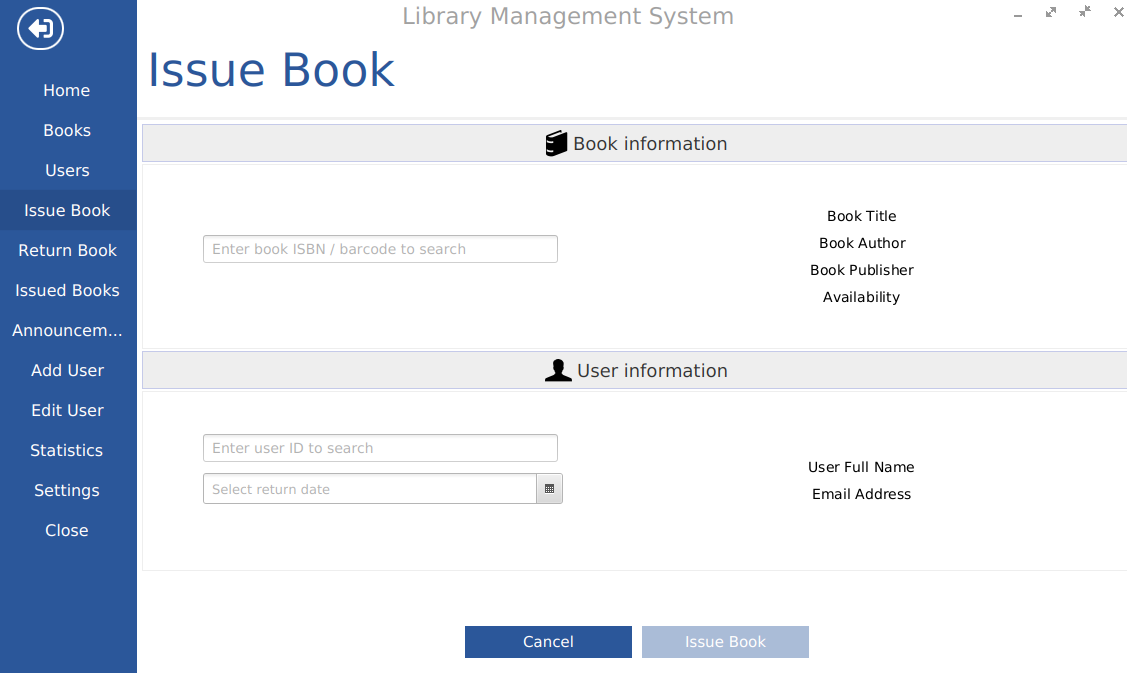 Library Management System
Issue Book
Home
Books
Users
Issue Book
Return Book
Issued Books
Announcem...
Add User
Edit User
Statistics
Settings
Close
Book information
Enter book ISBN / barcode to search
Book Title
Book Author
Book Publisher
Availability
User information
Enter user ID to search
Select return date
User Full Name
Email Address
Cancel
Issue Book